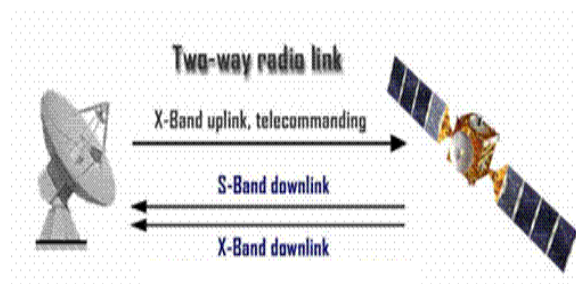 Two-way radio link
X-Band uplink, telecommanding
S-Band downlink
X-Band downlink